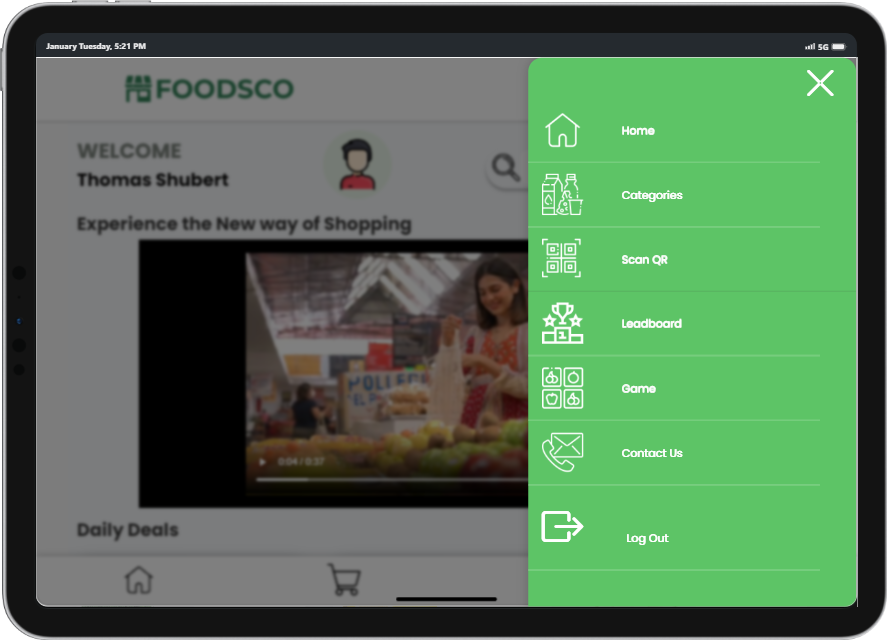 January Tuesday, 5:21 PM
5G
FOODSCO
WELCOME
Thomas Shubert
Experience the New way of Shopping
0:04 / 0:37
Daily Deals
Home
Categories
Scan QR
Leadboard
1
Game
Contact Us
Log Out